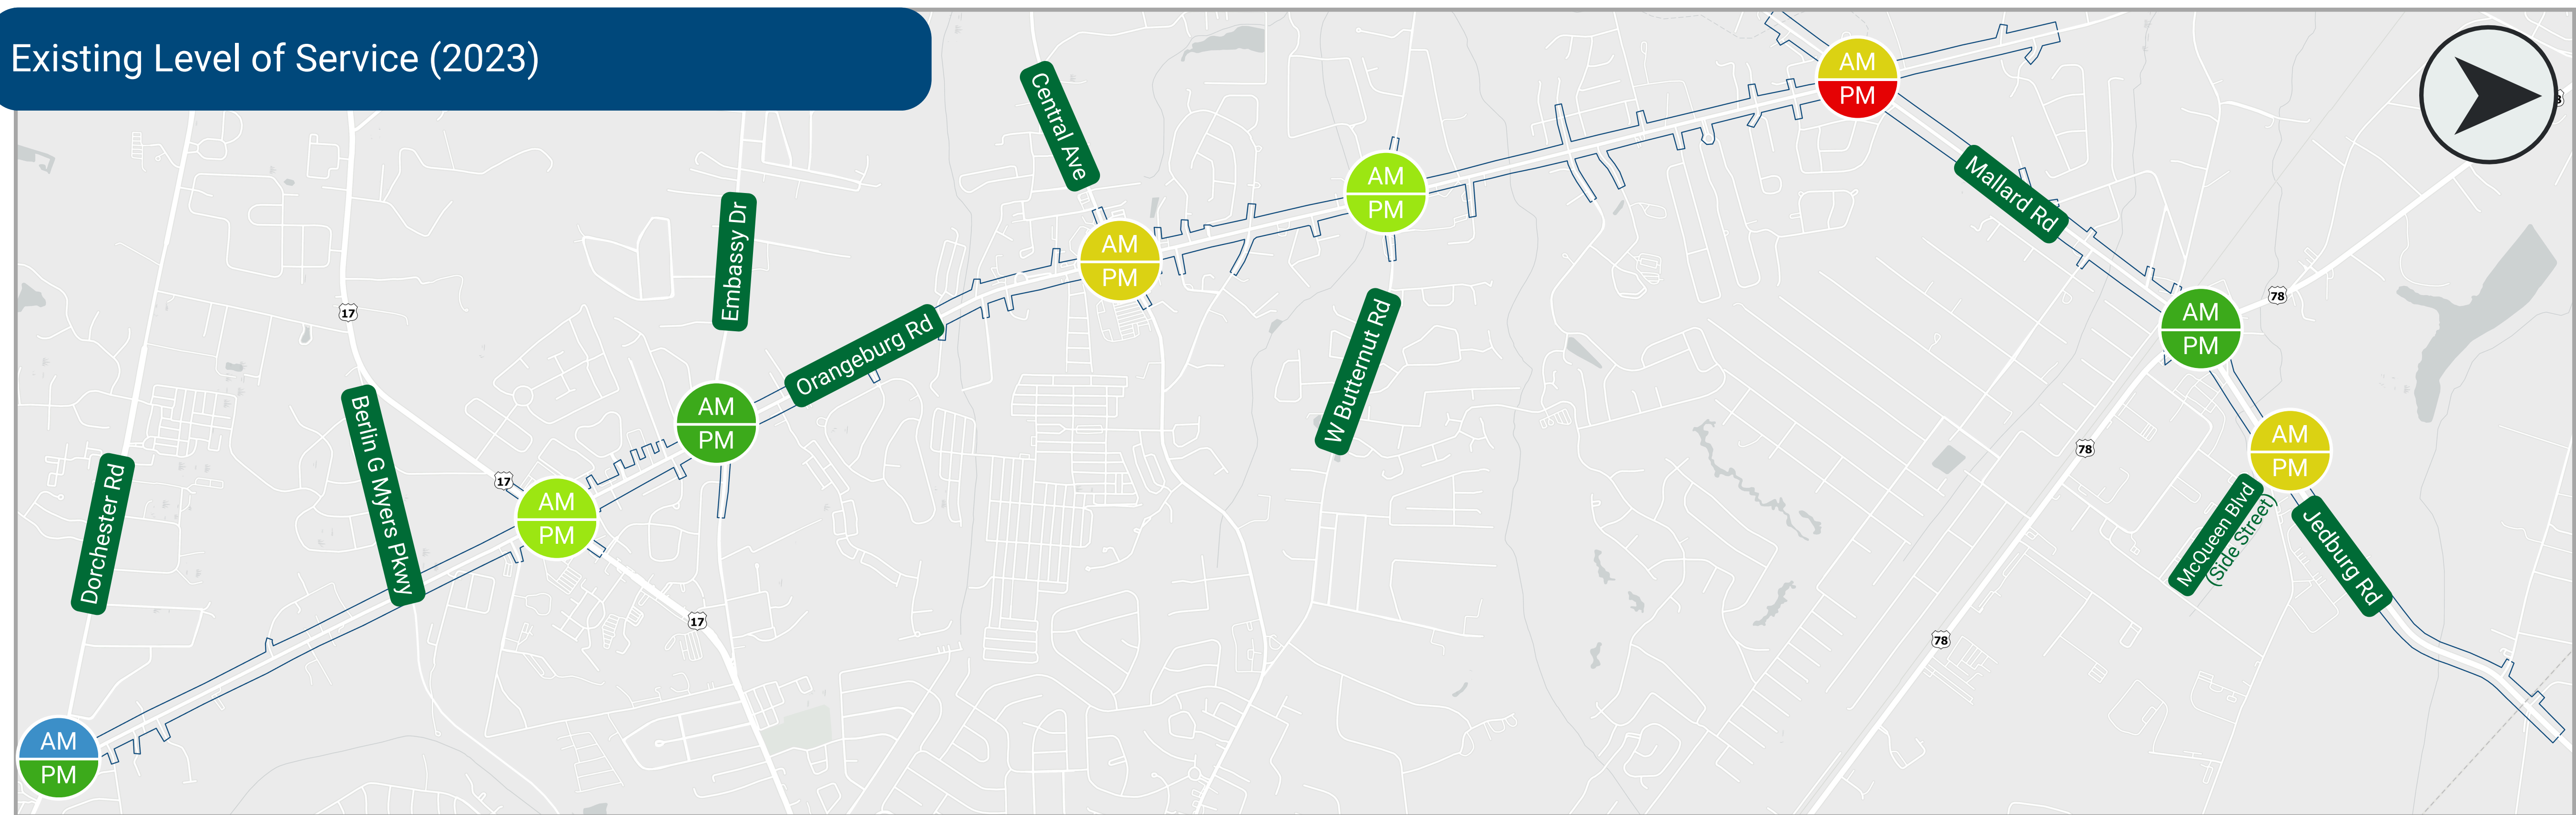 Existing Level of Service (2023)
Central Ave
AM
PM
Mallard Rd
AM
PM
Embassy Dr
17
AM
PM
Orangeburg Rd
W Butternut Rd
AM
PM
78
AM
PM
Berlin G Myers Pkwy
AM
PM
78
AM
PM
Dorchester Rd
17
AM
PM
McQueen Blvd
(Side Street)
Jedburg Rd
17
78
AM
PM